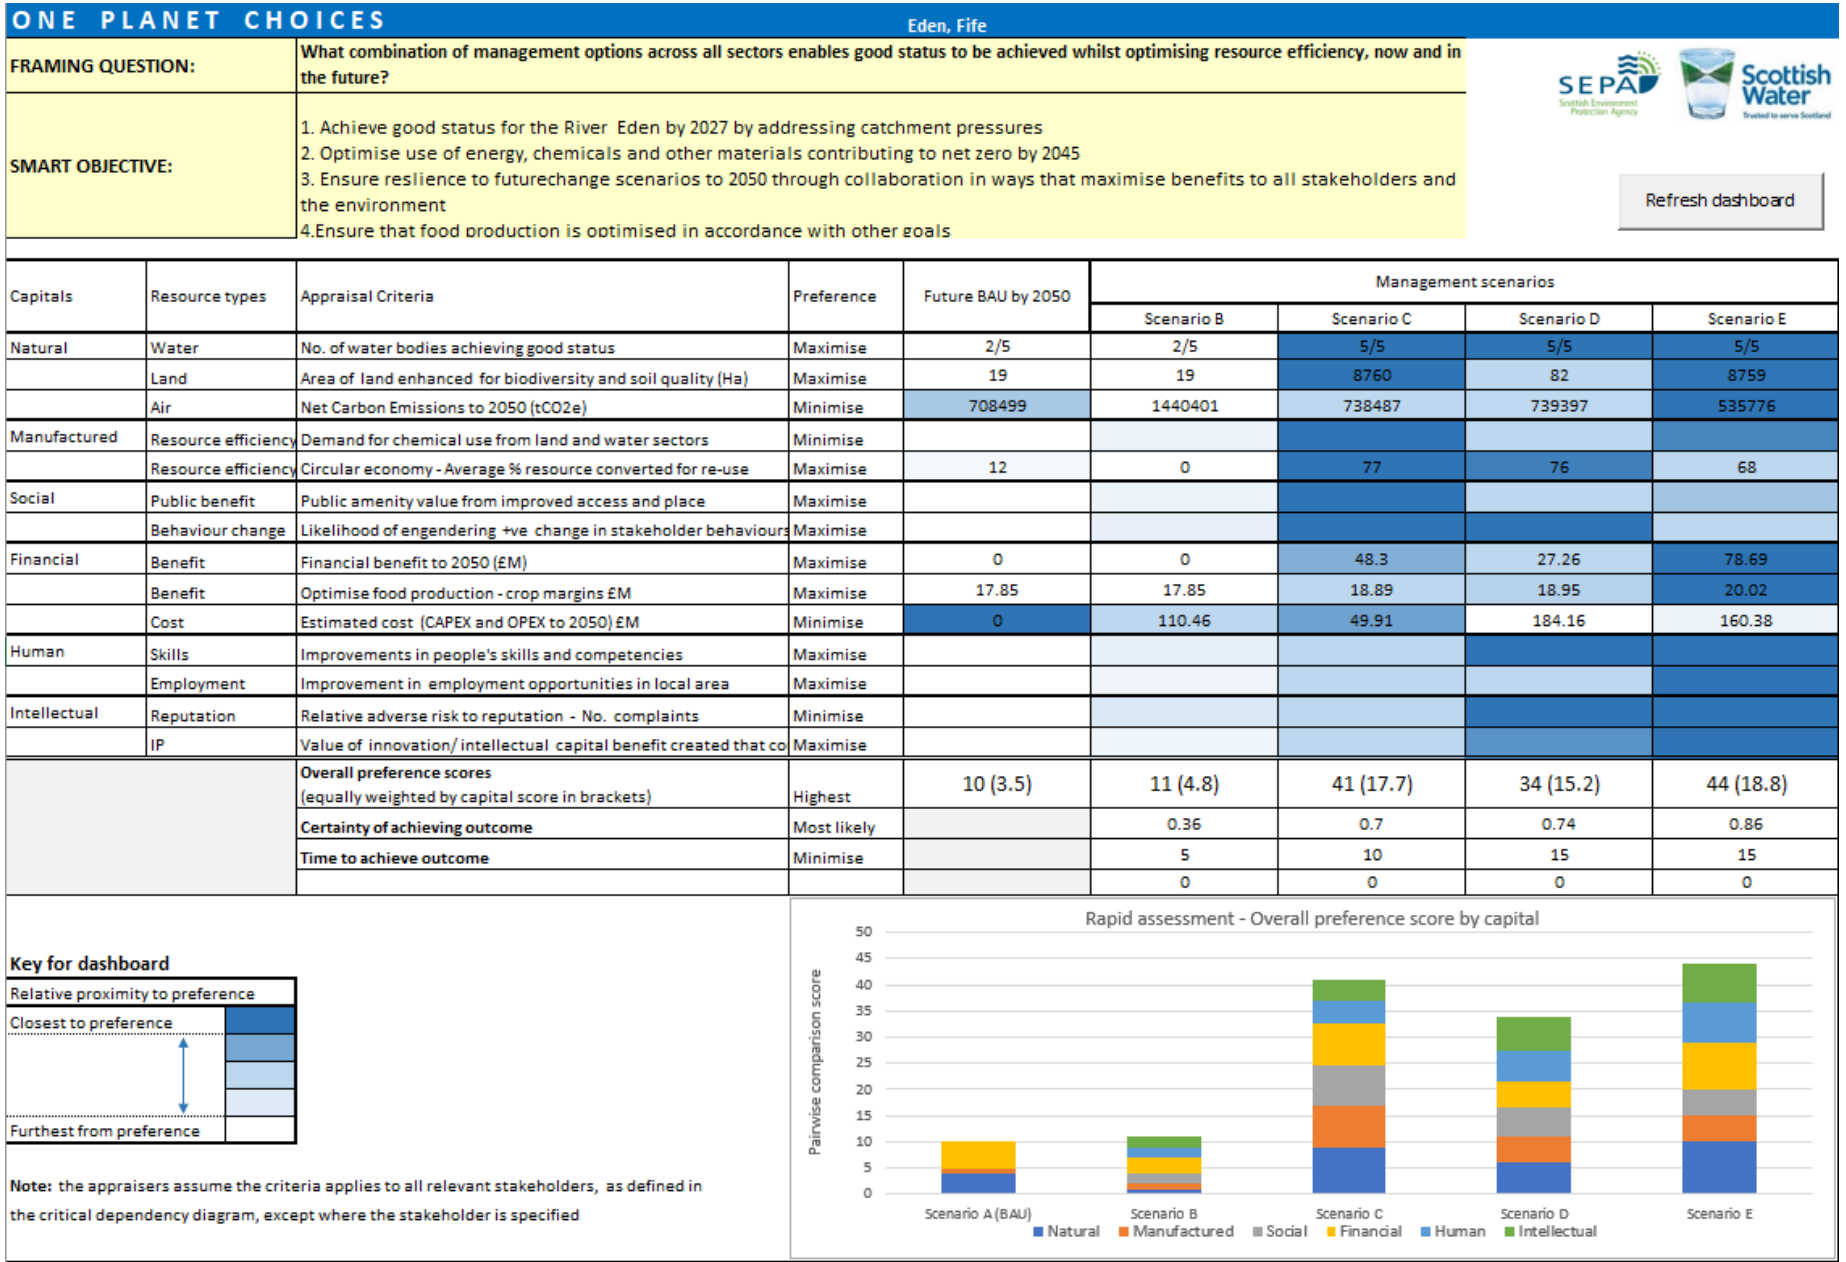 ONE PLANET CHOICES
Eden, Fife
FRAMING QUESTION:
What combination of management options across all sectors enables good status to be achieved whilst optimising resource efficiency, now and in
the future?
SEPA
Scottish Environment
Protection Agency
Scottish
Water
Trusted to serve Scotland
SMART OBJECTIVE:
1. Achieve good status for the River Eden by 2027 by addressing catchment pressures
2. Optimise use of energy, chemicals and other materials contributing to net zero by 2045
3. Ensure reslience to futurechange scenarios to 2050 through collaboration in ways that maximise benefits to all stakeholders and
the environment
4.Ensure that food production is optimised in accordance with other goals
Refresh dashboard
Capitals Resource types Appraisal Criteria Preference Future BAU by 2050 Management scenarios
Scenario B Scenario C Scenario D Scenario E
Natural Water No. of water bodies achieving good status Maximise 2/5 2/5 5/5 5/5 5/5
Land Area of land enhanced for biodiversity and soil quality (Ha) Maximise 19 19 8760 82 8759
Air Net Carbon Emissions to 2050 (tCO2e) Minimise 708499 1440401 738487 739397 535776
Manufactured Resource efficiency Demand for chemical use from land and water sectors Minimise
Resource efficiency Circular economy - Average % resource converted for re-use Maximise 12 0 77 76 68
Social Public benefit Public amenity value from improved access and place Maximise
Behaviour change Likelihood of engendering +ve change in stakeholder behaviours Maximise
Financial Benefit Financial benefit to 2050 (£M) Maximise 0 0 48.3 27.26 78.69
Benefit Optimise food production - crop margins £M Maximise 17.85 17.85 18.89 18.95 20.02
Cost Estimated cost (CAPEX and OPEX to 2050) £M Minimise 0 110.46 49.91 184.16 160.38
Human Skills Improvements in people's skills and competencies Maximise
Employment Improvement in employment opportunities in local area Maximise
Intellectual Reputation Relative adverse risk to reputation - No. complaints Minimise
IP Value of innovation/ intellectual capital benefit created that co Maximise
Overall preference scores
(equally weighted by capital score in brackets) Highest 10 (3.5) 11 (4.8) 41 (17.7) 34 (15.2) 44 (18.8)
Certainty of achieving outcome Most likely 0.36 0.7 0.74 0.86
Time to achieve outcome Minimise 5 10 15 15
0 0 0 0
Key for dashboard
Relative proximity to preference
Closest to preference
Furthest from preference
Note: the appraisers assume the criteria applies to all relevant stakeholders, as defined in
the critical dependency diagram, except where the stakeholder is specified
Rapid assessment - Overall preference score by capital
Pairwise comparison score
50
45
40
35
30
25
20
15
10
5
0
Scenario A (BAU) Scenario B Scenario C Scenario D Scenario E
Natural Manufactured Social Financial Human Intellectual